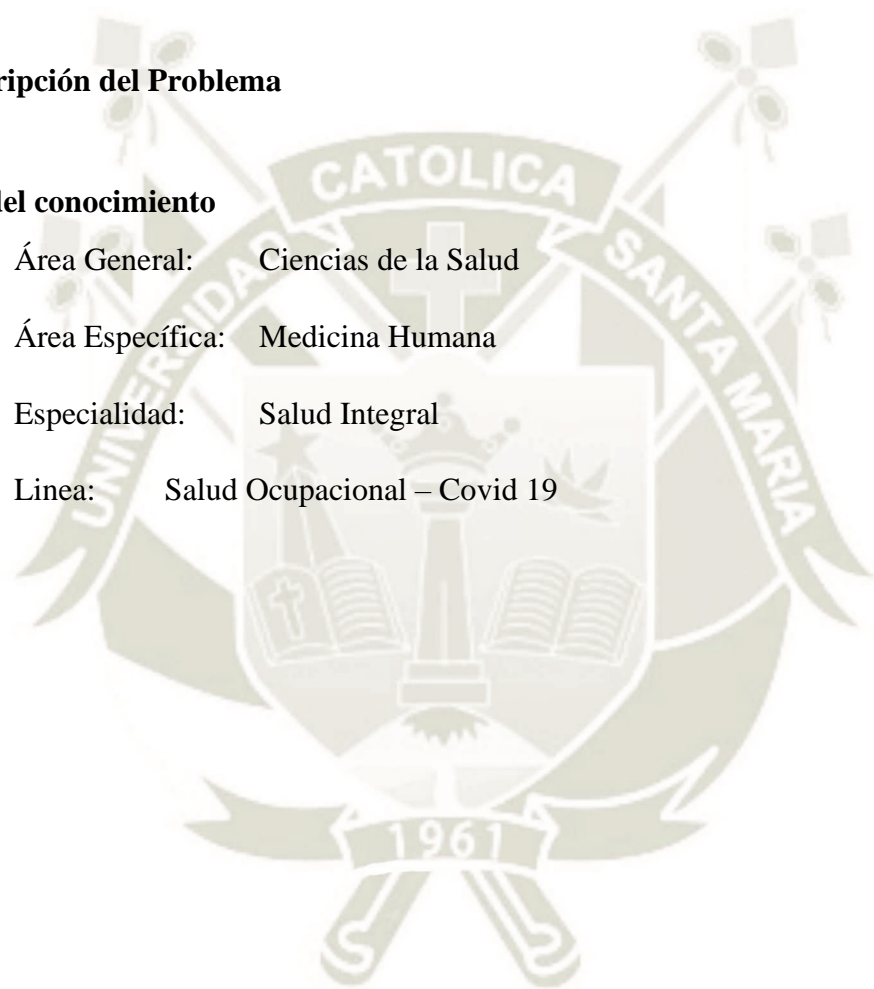 ripción del Problema
del conocimiento
Área General: Ciencias de la Salud
Área Específica: Medicina Humana
Especialidad: Salud Integral
Linea: Salud Ocupacional – Covid 19
UNIVERSIDAD CATOLICA SANTA MARIA
1961